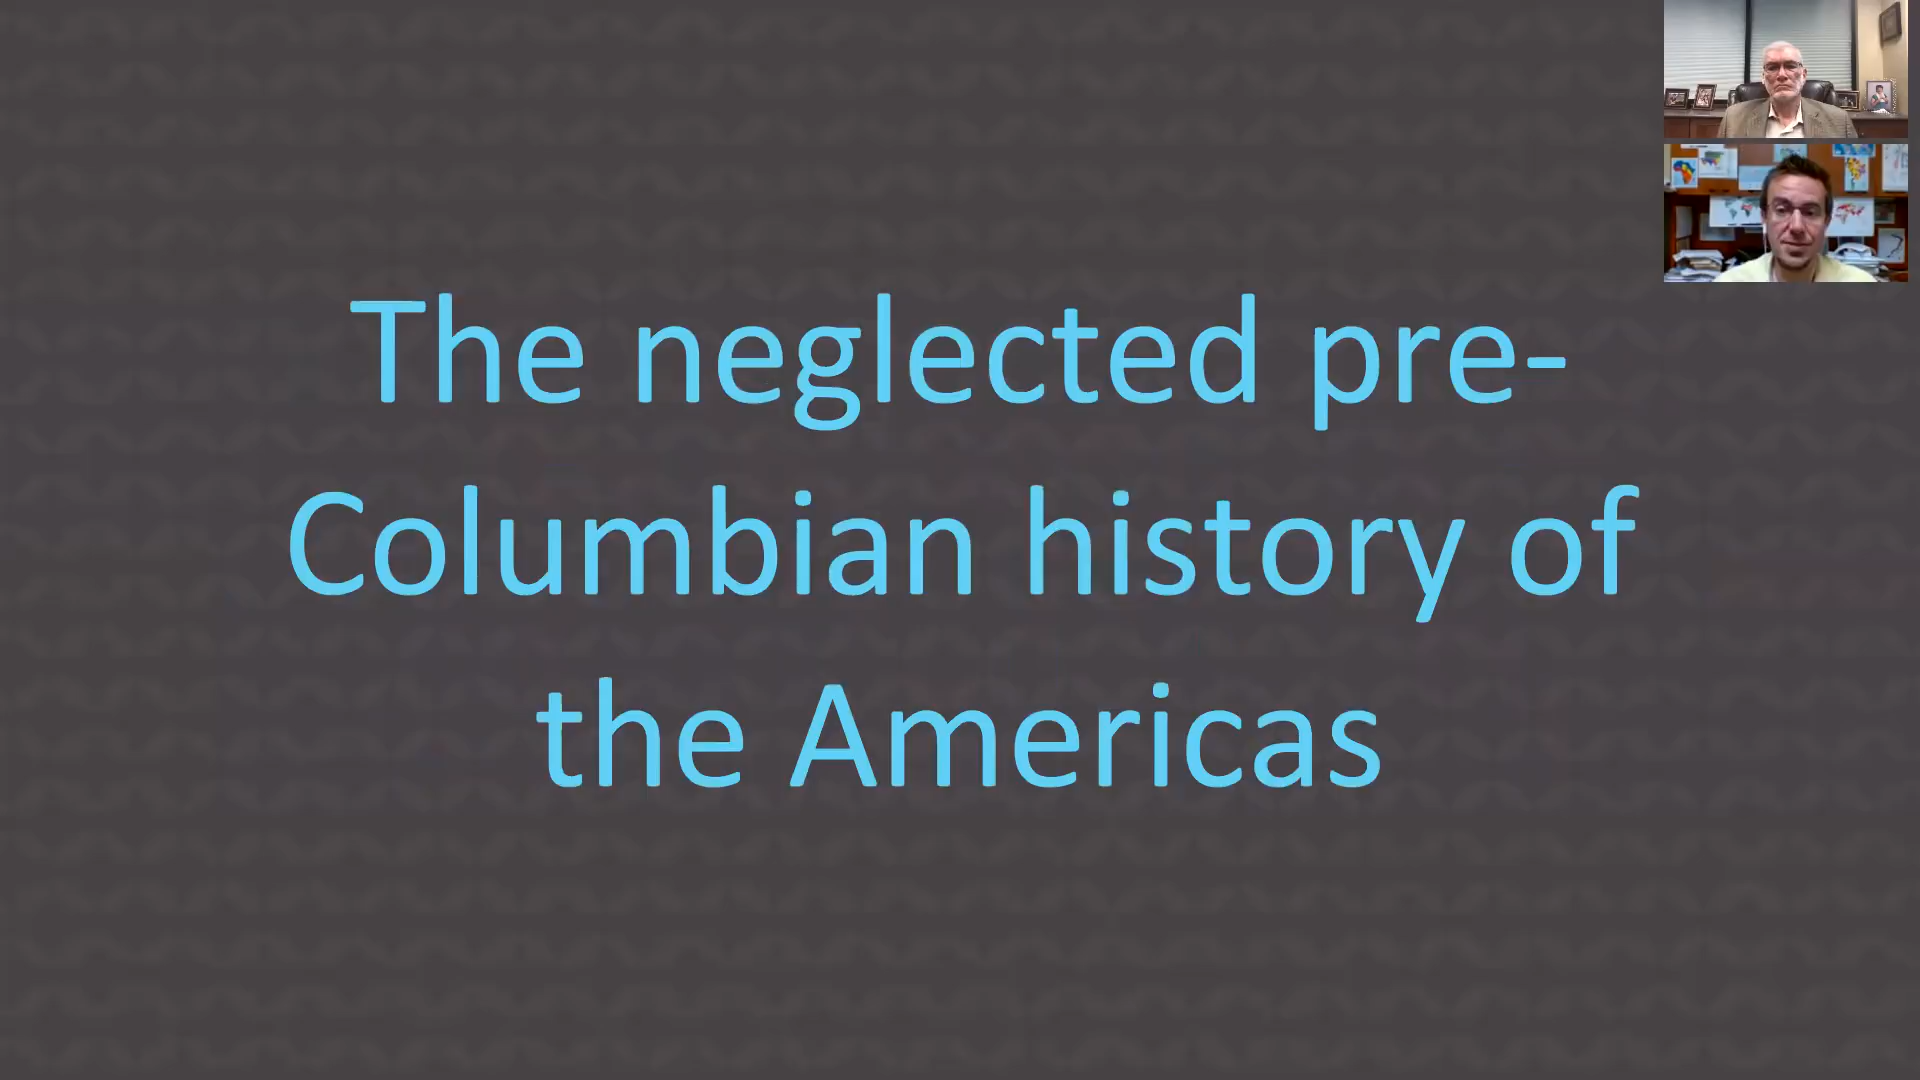 The neglected pre-
Columbian history of
the Americas